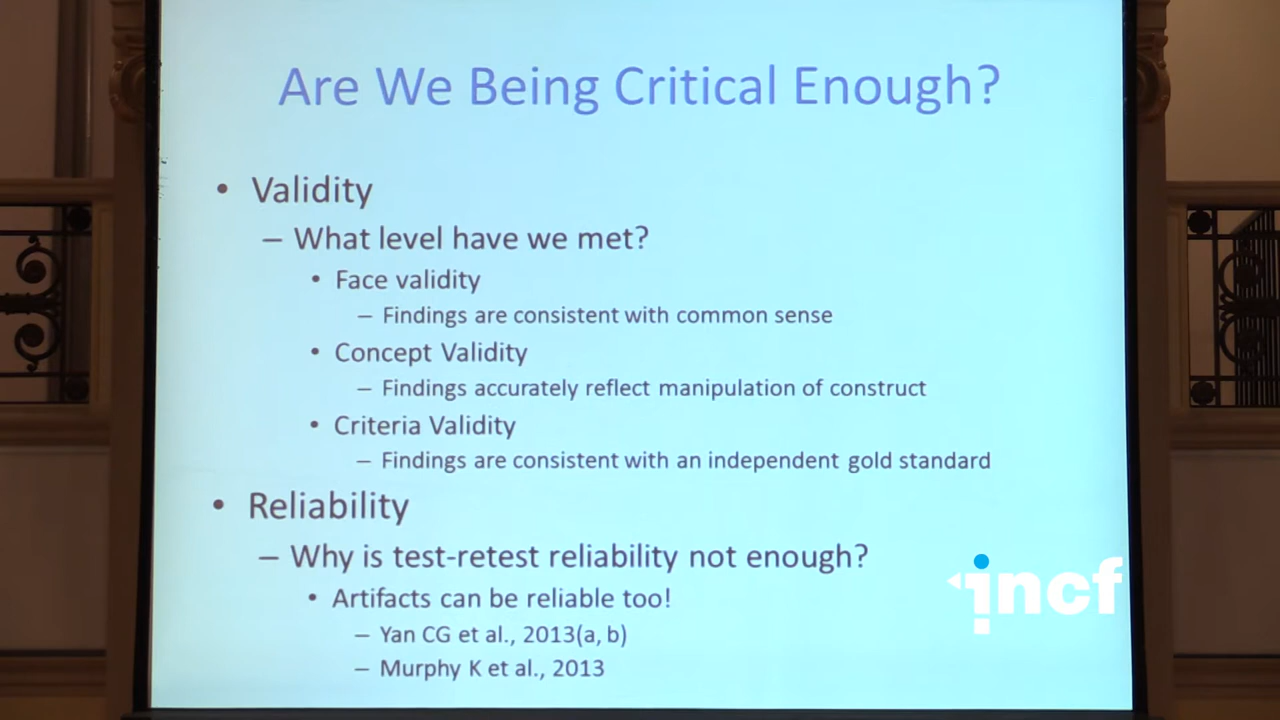 Are We Being Critical Enough?
• Validity
– What level have we met?
• Face validity
– Findings are consistent with common sense
• Concept Validity
– Findings accurately reflect manipulation of construct
• Criteria Validity
– Findings are consistent with an independent gold standard
• Reliability
– Why is test-retest reliability not enough?
• Artifacts can be reliable too!
– Yan CG et al., 2013(a, b)
– Murphy K et al., 2013
incf